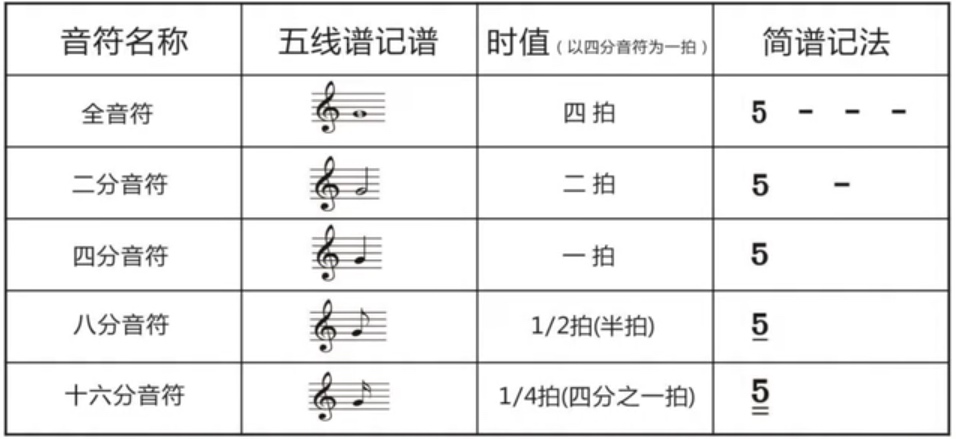 音符名称 五线谱记谱 时值（以四分音符为一拍） 简谱记法
全音符 四 拍 5 - - -
二分音符 二 拍 5 -
四分音符 一 拍 5
八分音符 1/2拍(半拍) 5
十六分音符 1/4拍(四分之一拍) 5